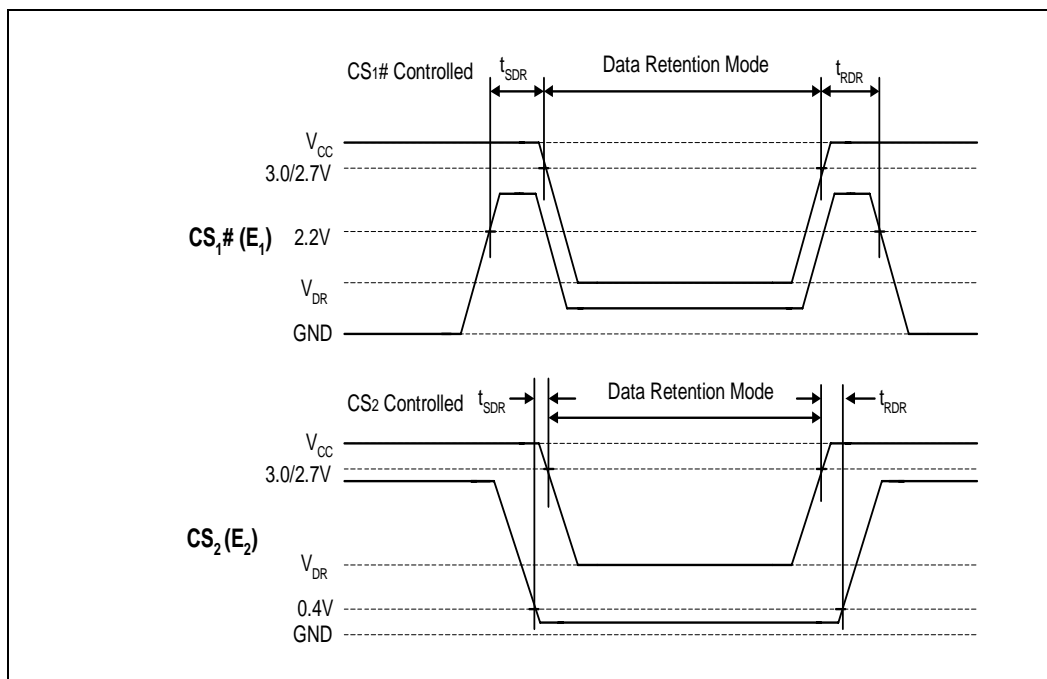 CS1# Controlled tSDR Data Retention Mode tRDR
VCC
3.0/2.7V
CS1# (E1) 2.2V
VDR
GND
CS2 Controlled tSDR Data Retention Mode tRDR
VCC
3.0/2.7V
CS2 (E2)
VDR
0.4V
GND